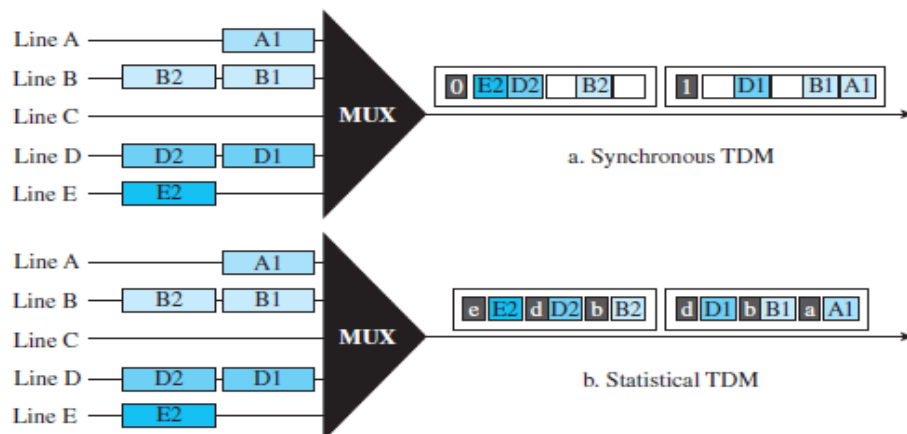 Line A A1
Line B B2 B1
Line C
Line D D2 D1
Line E E2
MUX
0 E2 D2 B2 1 D1 B1 A1
a. Synchronous TDM
Line A A1
Line B B2 B1
Line C
Line D D2 D1
Line E E2
MUX
e E2 d D2 b B2 d D1 b B1 a A1
b. Statistical TDM